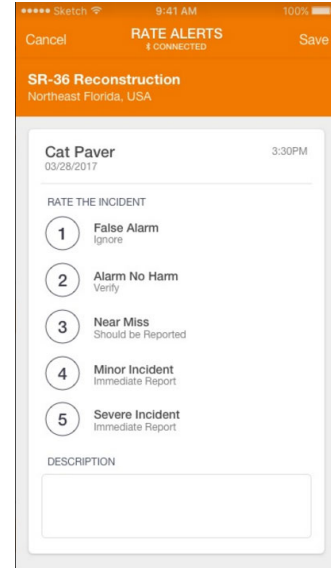 Sketch 9:41 AM 100%
Cancel RATE ALERTS Save
CONNECTED
SR-36 Reconstruction
Northeast Florida, USA
Cat Paver 3:30PM
03/28/2017
RATE THE INCIDENT
1 False Alarm
Ignore
2 Alarm No Harm
Verify
3 Near Miss
Should be Reported
4 Minor Incident
Immediate Report
5 Severe Incident
Immediate Report
DESCRIPTION